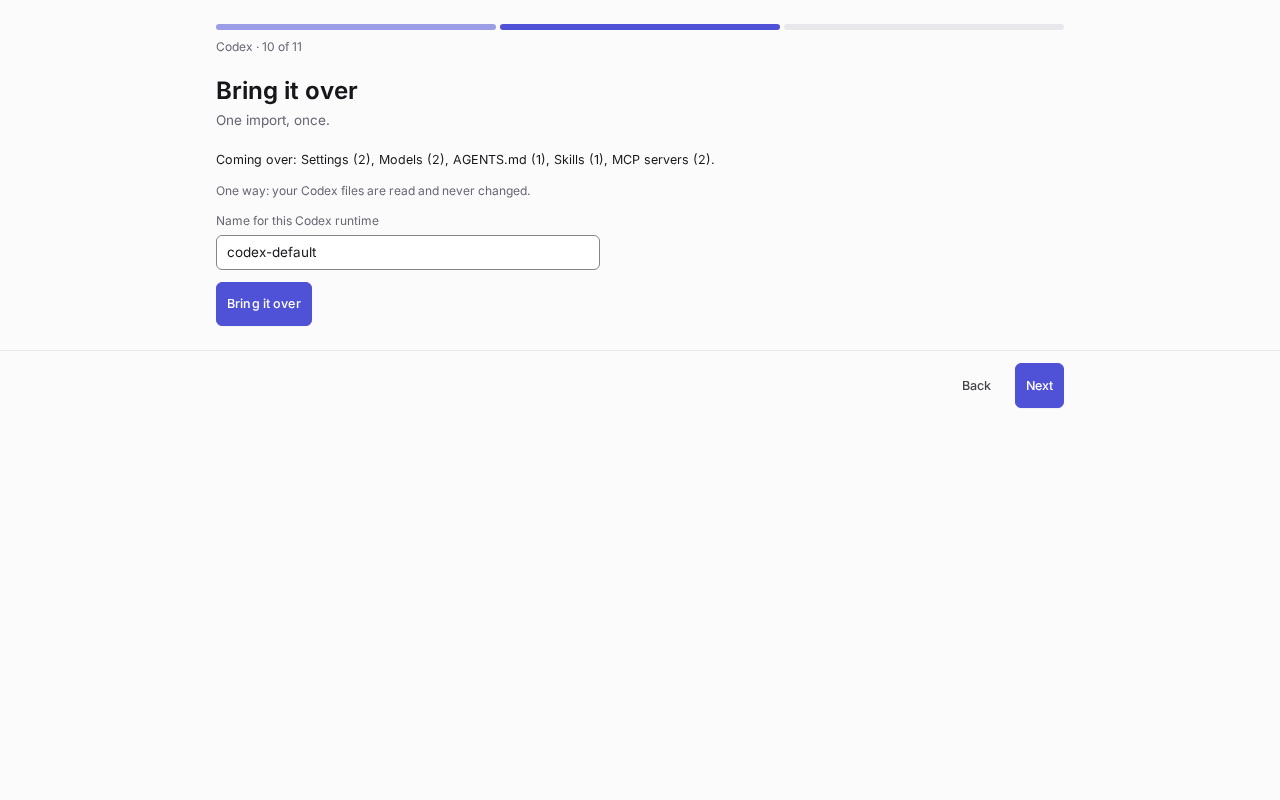 Codex · 10 of 11
Bring it over
One import, once.
Coming over: Settings (2), Models (2), AGENTS.md (1), Skills (1), MCP servers (2).
One way: your Codex files are read and never changed.
Name for this Codex runtime
codex-default
Bring it over
Back
Next